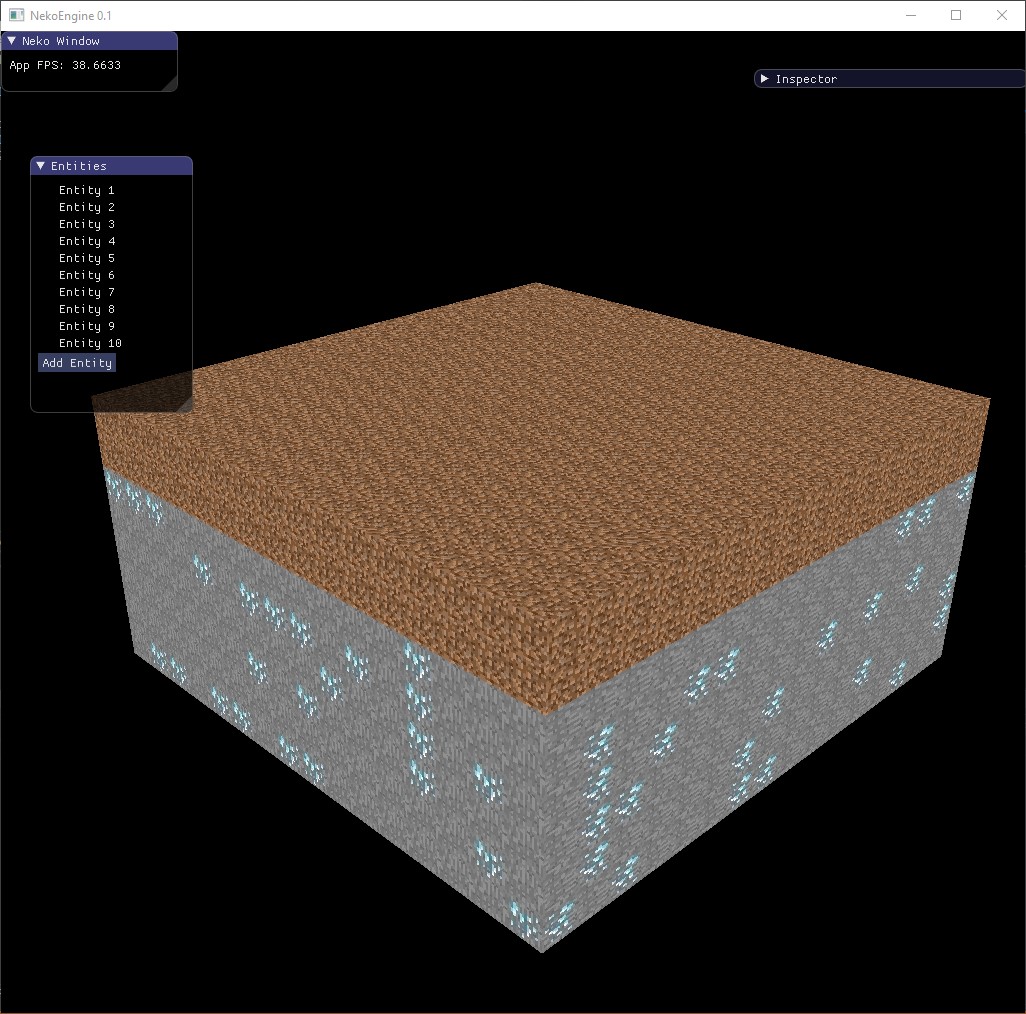 NekoEngine 0.1
Neko Window
App FPS: 38.6633
Inspector
Entities
Entity 1
Entity 2
Entity 3
Entity 4
Entity 5
Entity 6
Entity 7
Entity 8
Entity 9
Entity 10
Add Entity